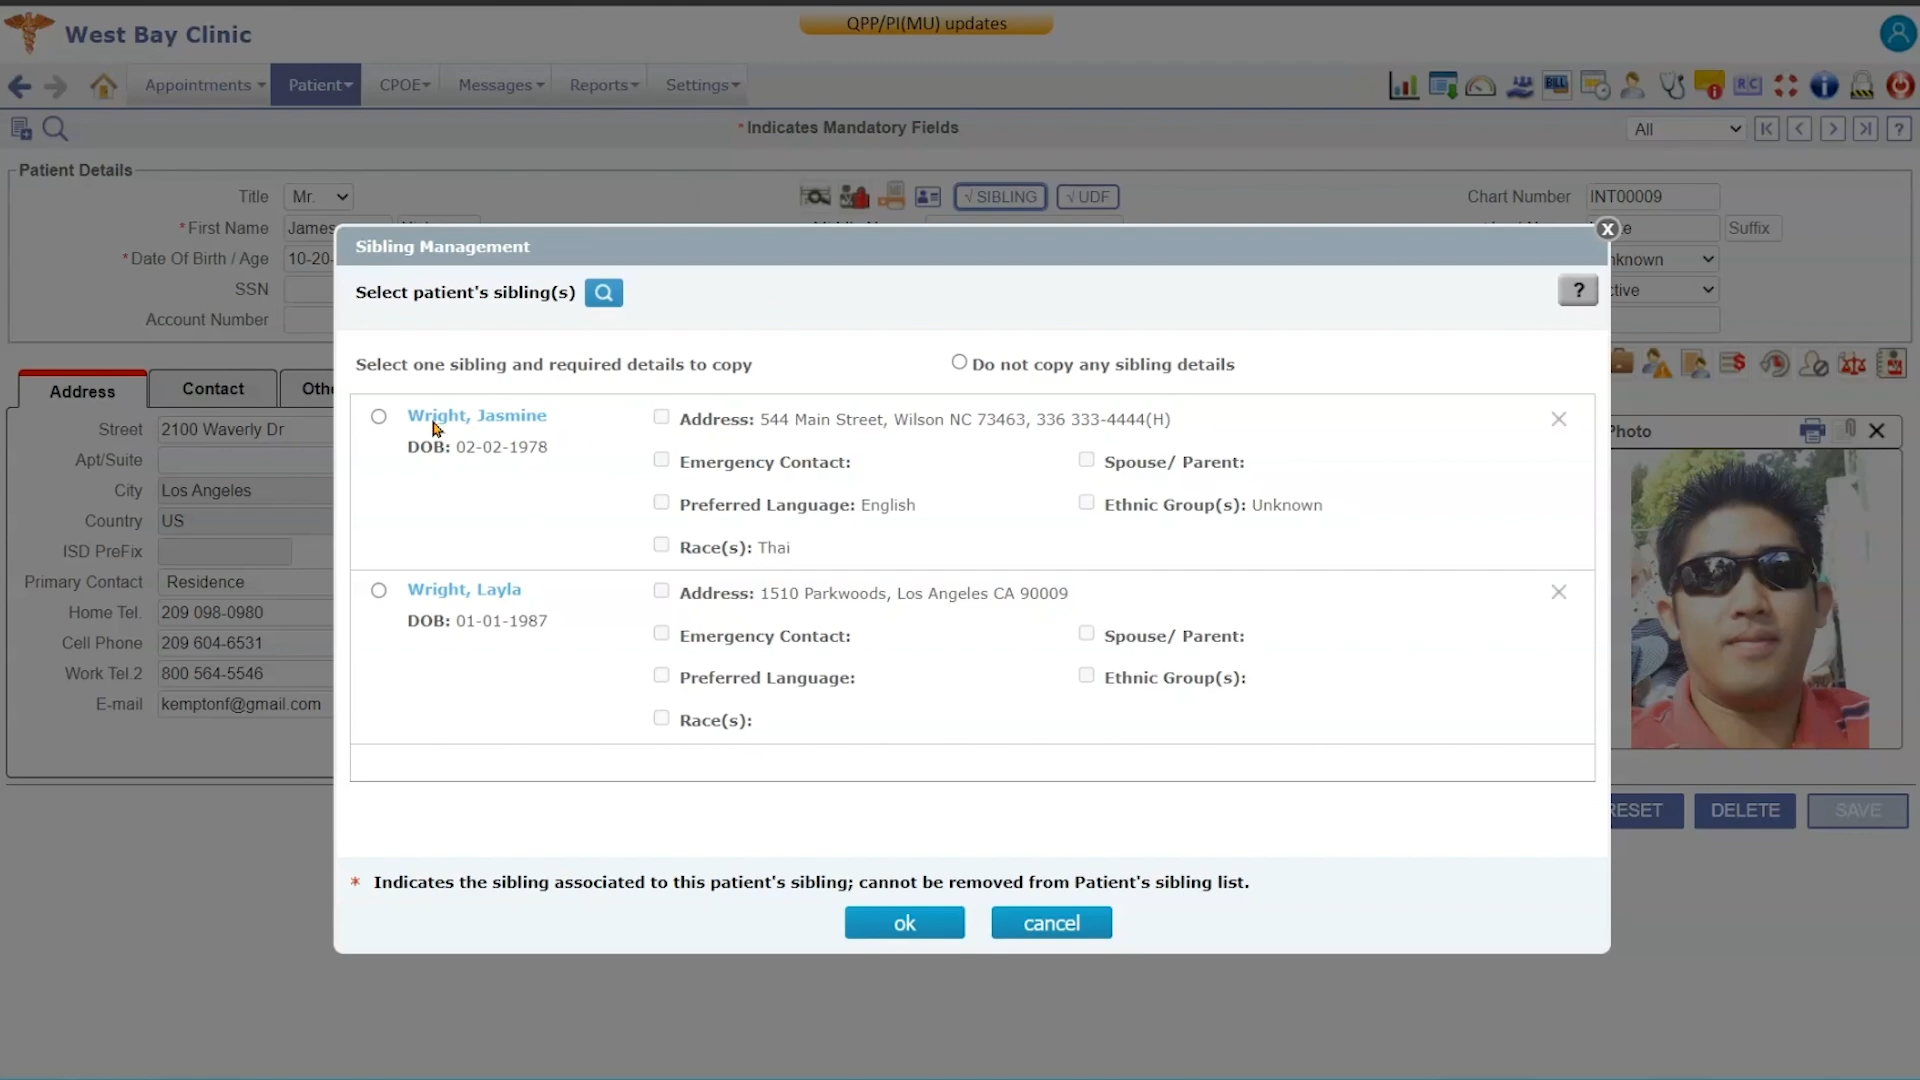 QPP/PI(MU) updates
West Bay Clinic
Appointments Patient CPOE Messages Reports Settings
BILL RC
* Indicates Mandatory Fields All ?
Patient Details
Title Mr. √ SIBLING √ UDF Chart Number INT00009
* First Name James Suffix
* Date Of Birth / Age 10-20-
SSN
Account Number
Sibling Management X
Select patient's sibling(s) ?
Select one sibling and required details to copy Do not copy any sibling details
Wright, Jasmine Address: 544 Main Street, Wilson NC 73463, 336 333-4444(H)
DOB: 02-02-1978
Emergency Contact: Spouse/ Parent:
Preferred Language: English Ethnic Group(s): Unknown
Race(s): Thai
Wright, Layla Address: 1510 Parkwoods, Los Angeles CA 90009
DOB: 01-01-1987
Emergency Contact: Spouse/ Parent:
Preferred Language: Ethnic Group(s):
Race(s):
* Indicates the sibling associated to this patient's sibling; cannot be removed from Patient's sibling list.
ok cancel
Address Contact
Street 2100 Waverly Dr
Apt/Suite
City Los Angeles
Country US
ISD PreFix
Primary Contact Residence
Home Tel. 209 098-0980
Cell Phone 209 604-6531
Work Tel.2 800 564-5546
E-mail kemptonf@gmail.com
Photo
RESET DELETE SAVE